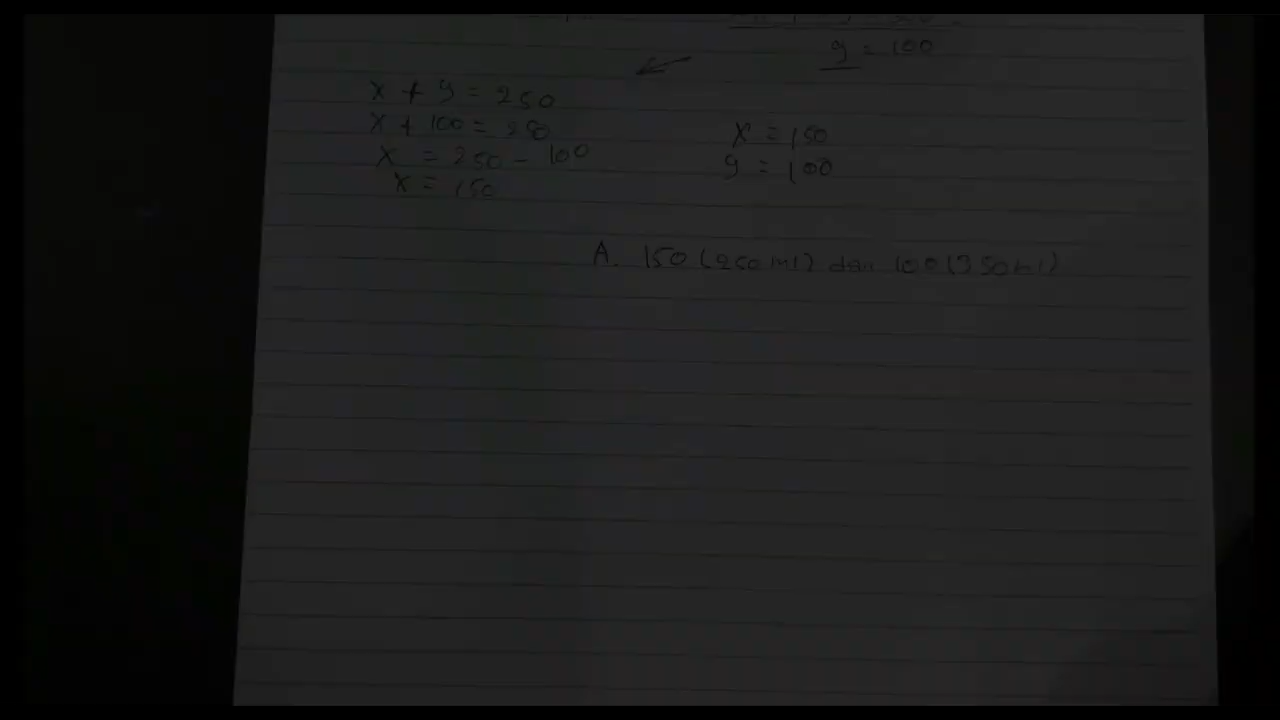 y = 100
x + y = 250
x + 100 = 250
x = 250 - 100
x = 150
x = 150
y = 100
A. 150 (250 ml) dan 100 (350 ml)